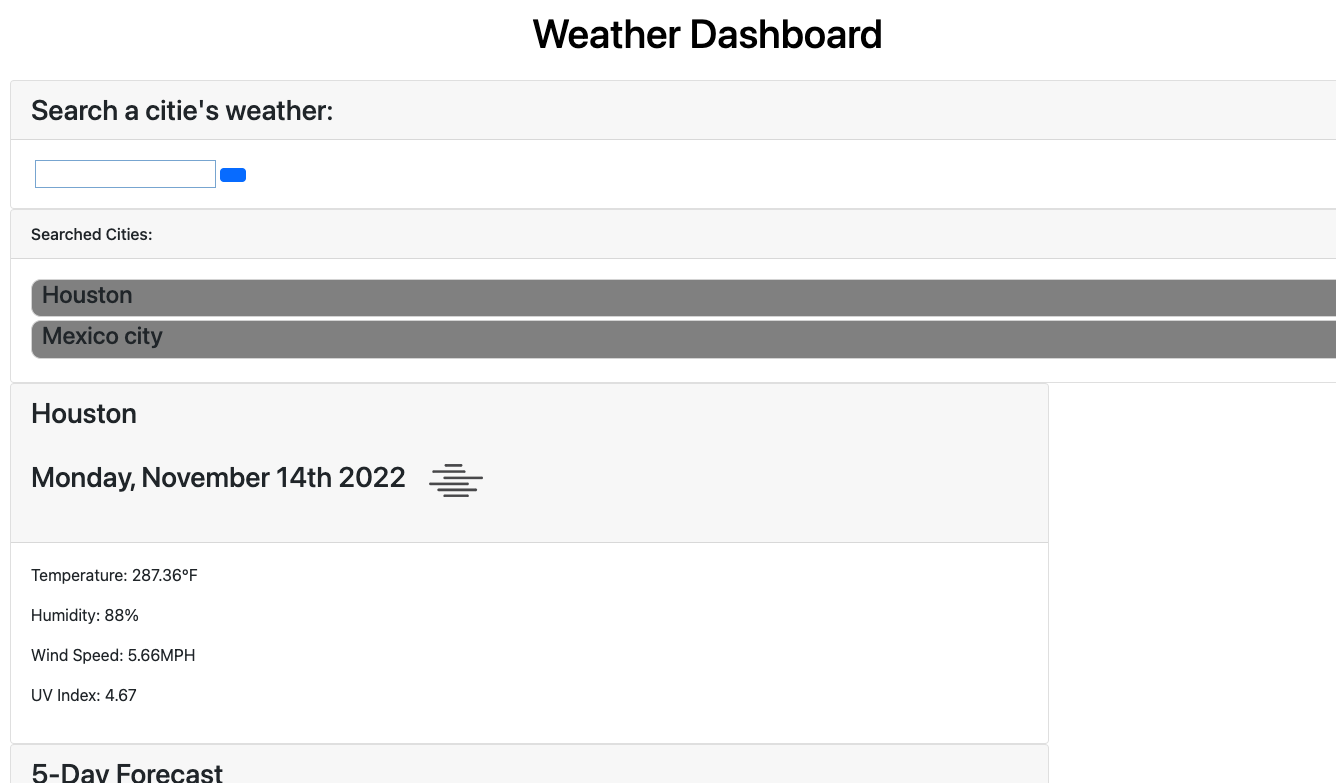 Weather Dashboard
Search a citie's weather:
Searched Cities:
Houston
Mexico city
Houston
Monday, November 14th 2022
Temperature: 287.36°F
Humidity: 88%
Wind Speed: 5.66MPH
UV Index: 4.67
5-Day Forecast